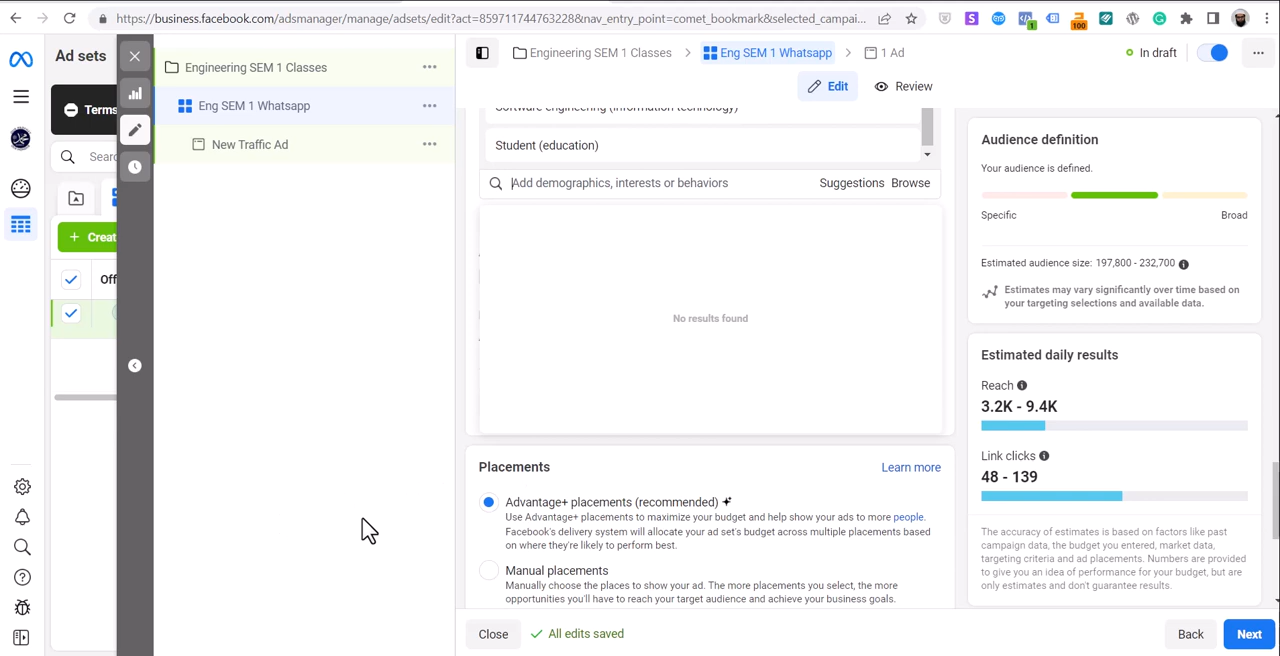 https://business.facebook.com/adsmanager/manage/adsets/edit?act=859711744763228&nav_entry_point=comet_bookmark&selected_campai...
S
1
100
Ad sets
Engineering SEM 1 Classes
Eng SEM 1 Whatsapp
New Traffic Ad
Terms
Searc
Creat
Off
Engineering SEM 1 Classes
Eng SEM 1 Whatsapp
1 Ad
In draft
Edit
Review
Software engineering (information technology)
Student (education)
Add demographics, interests or behaviors
Suggestions
Browse
No results found
Placements
Learn more
Advantage+ placements (recommended)
Use Advantage+ placements to maximize your budget and help show your ads to more people.
Facebook's delivery system will allocate your ad set's budget across multiple placements based
on where they're likely to perform best.
Manual placements
Manually choose the places to show your ad. The more placements you select, the more
opportunities you'll have to reach your target audience and achieve your business goals.
Audience definition
Your audience is defined.
Specific
Broad
Estimated audience size: 197,800 - 232,700
Estimates may vary significantly over time based on
your targeting selections and available data.
Estimated daily results
Reach
3.2K - 9.4K
Link clicks
48 - 139
The accuracy of estimates is based on factors like past
campaign data, the budget you entered, market data,
targeting criteria and ad placements. Numbers are provided
to give you an idea of performance for your budget, but are
only estimates and don't guarantee results.
Close
All edits saved
Back
Next